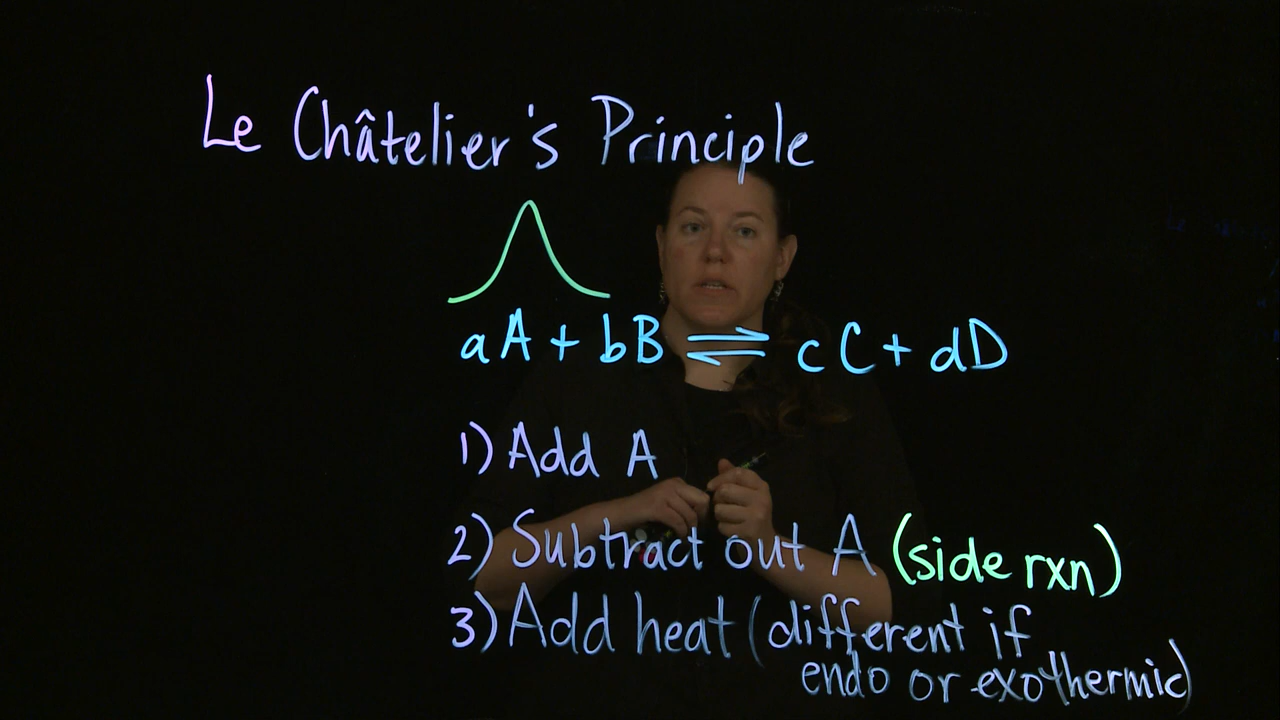 Le Châtelier's Principle
aA + bB ⇌ cC + dD
1) Add A
2) Subtract out A (side rxn)
3) Add heat (different if
endo or exothermic)